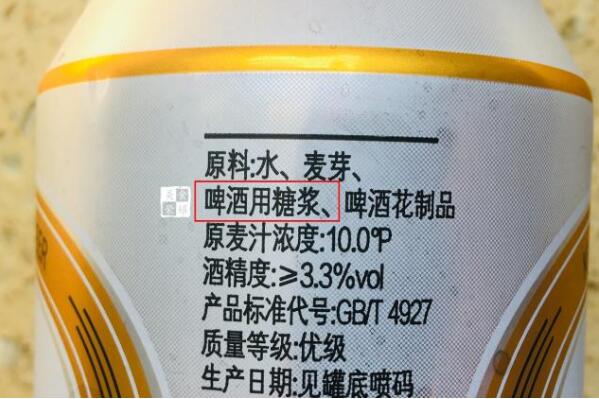 原料:水、麦芽、
啤酒用糖浆、啤酒花制品
原麦汁浓度:10.0°P
酒精度:≥3.3%vol
产品标准代号:GB/T 4927
质量等级:优级
生产日期:见罐底喷码